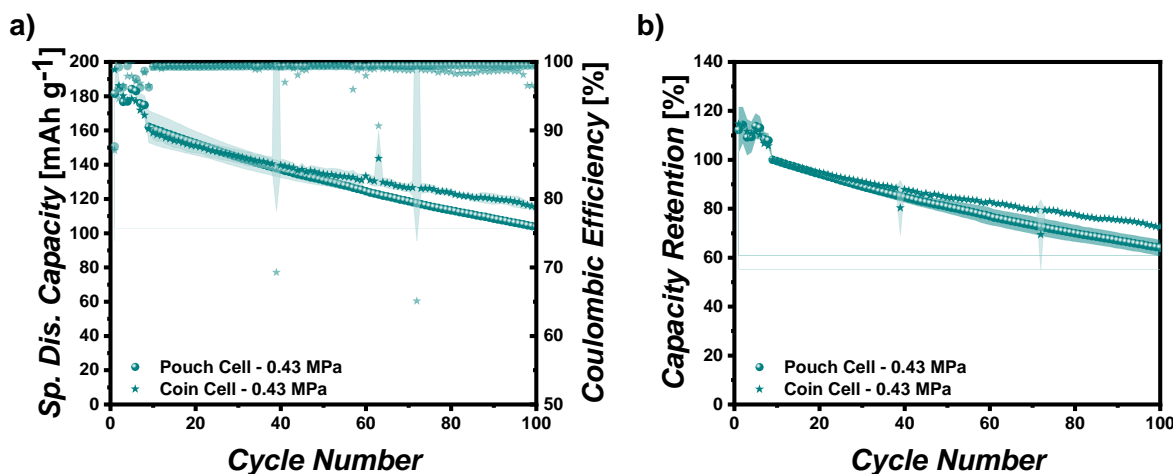 a)
Sp. Dis. Capacity [mAh g-1]
200
180
160
140
120
100
80
60
40
20
0
Pouch Cell - 0.43 MPa
Coin Cell - 0.43 MPa
0 20 40 60 80 100
Cycle Number
100
90
80
70
60
50
Coulombic Efficiency [%]
b)
Capacity Retention [%]
140
120
100
80
60
40
20
0
Pouch Cell - 0.43 MPa
Coin Cell - 0.43 MPa
0 20 40 60 80 100
Cycle Number